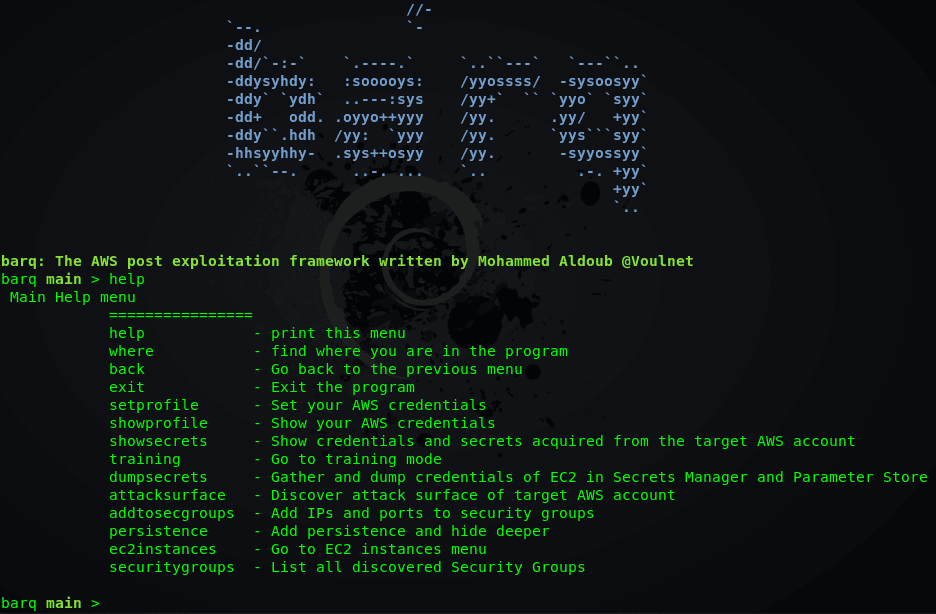 //-
                         `--.                `-
                         -dd/
                         -dd/`-:-`    `.----.`     `..``---`   `---``..
                         -ddysyhdy:   :sooooys:    /yyossss/  -sysoosyy`
                         -ddy` `ydh`  ..---:sys    /yy+`  `` `yyo` `syy`
                         -dd+   odd. .oyyo++yyy    /yy.      .yy/   +yy`
                         -ddy``.hdh  /yy:  `yyy    /yy.      `yys```syy`
                         -hhsyyhhy-  .sys++osyy    /yy.       -syyossyy`
                         `..``--.      ..-. ...    `..          .-. +yy`
                                                                    +yy`
                                                                    `..
barq: The AWS post exploitation framework written by Mohammed Aldoub @Voulnet
barq main > help
 Main Help menu
            ================
            help            - print this menu
            where           - find where you are in the program
            back            - Go back to the previous menu
            exit            - Exit the program
            setprofile      - Set your AWS credentials
            showprofile     - Show your AWS credentials
            showsecrets     - Show credentials and secrets acquired from the target AWS account
            training        - Go to training mode
            dumpsecrets     - Gather and dump credentials of EC2 in Secrets Manager and Parameter Store
            attacksurface   - Discover attack surface of target AWS account
            addtosecgroups  - Add IPs and ports to security groups
            persistence     - Add persistence and hide deeper
            ec2instances    - Go to EC2 instances menu
            securitygroups  - List all discovered Security Groups
barq main >